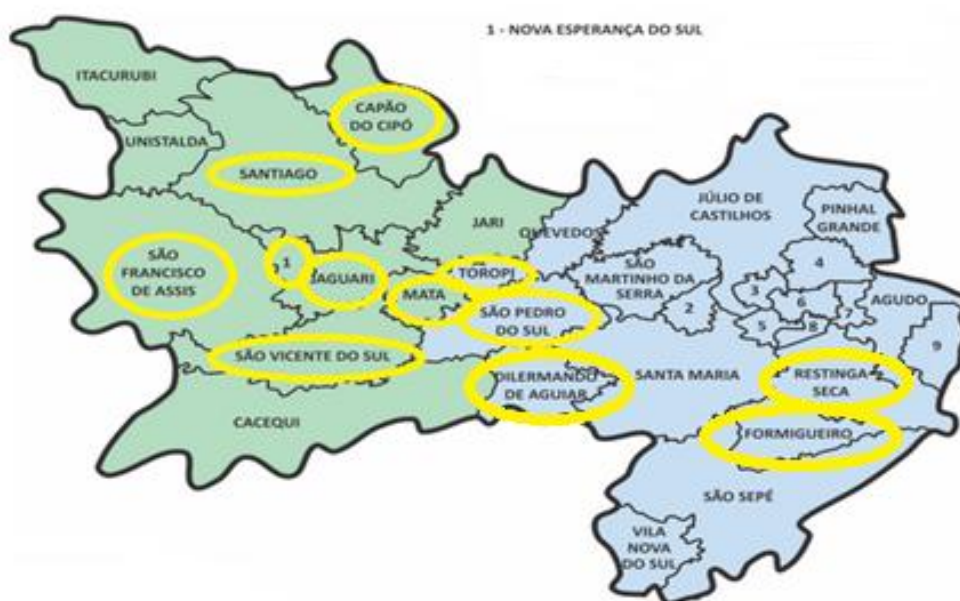 1 - NOVA ESPERANÇA DO SUL
ITACURUBI
CAPÃO
DO CIPÓ
UNISTALDA
SANTIAGO
JARI
QUEVEDOS
JÚLIO DE
CASTILHOS
PINHAL
GRANDE
SÃO
FRANCISCO
DE ASSIS
1
JAGUARI
TOROPI
MATA
SÃO
MARTINHO DA
SERRA
2
3
4
5
6
7
8
AGUDO
9
SÃO PEDRO
DO SUL
SÃO VICENTE DO SUL
DILERMANDO
DE AGUIAR
SANTA MARIA
RESTINGA
SECA
CACEQUI
FORMIGUEIRO
SÃO SEPÉ
VILA
NOVA
DO SUL